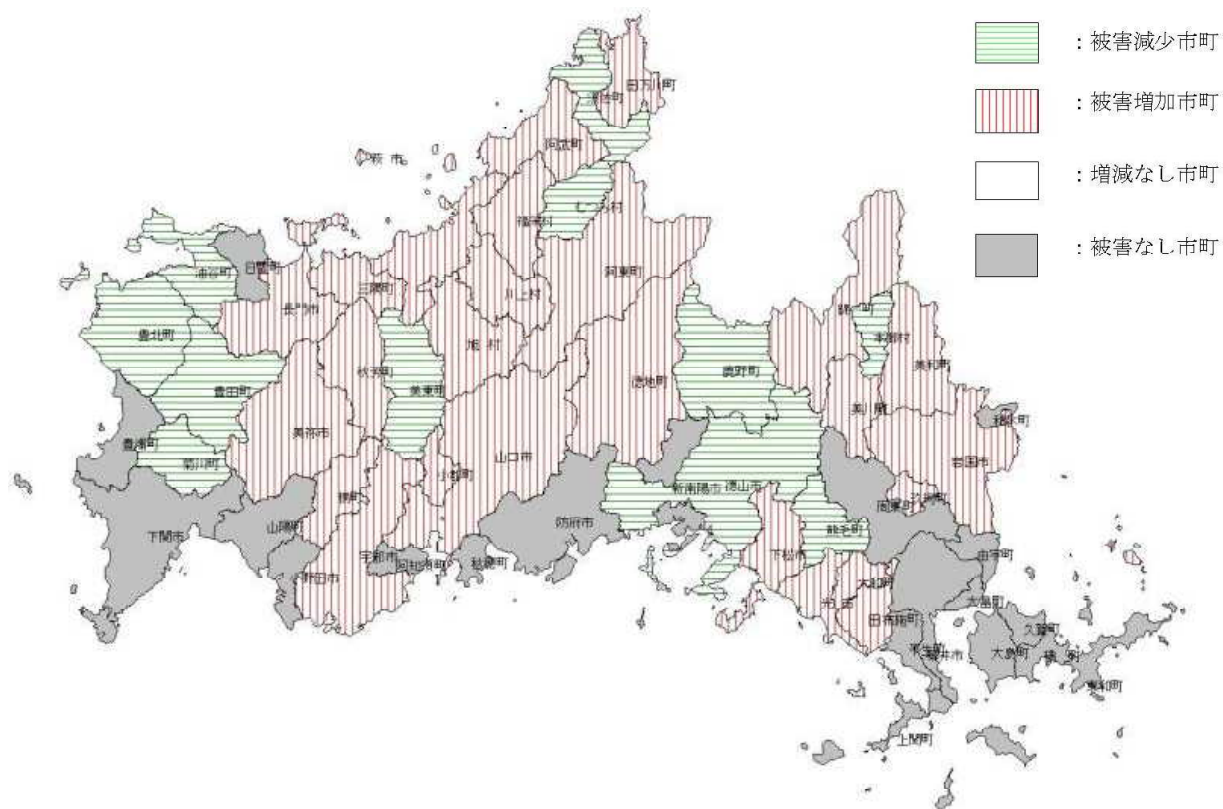 ：被害減少市町
：被害増加市町
：増減なし市町
：被害なし市町
田万川町
須佐町
阿武町
萩市
むつみ村
福栄村
油谷町
日置町
阿東町
長門市
三隅町
川上村
豊北町
旭村
錦町
本郷村
美和町
秋芳町
鹿野町
豊田町
美東町
徳地町
美川町
和木町
美祢市
豊浦町
菊川町
山口市
岩国市
小郡町
新南陽市
徳山市
楠町
周東町
玖珂町
山陽町
防府市
熊毛町
下関市
宇部市
阿知須町
秋穂町
下松市
由宇町
小野田市
大和町
光市
大畠町
田布施町
久賀町
平生町
柳井市
大島町
橘町
東和町
上関町